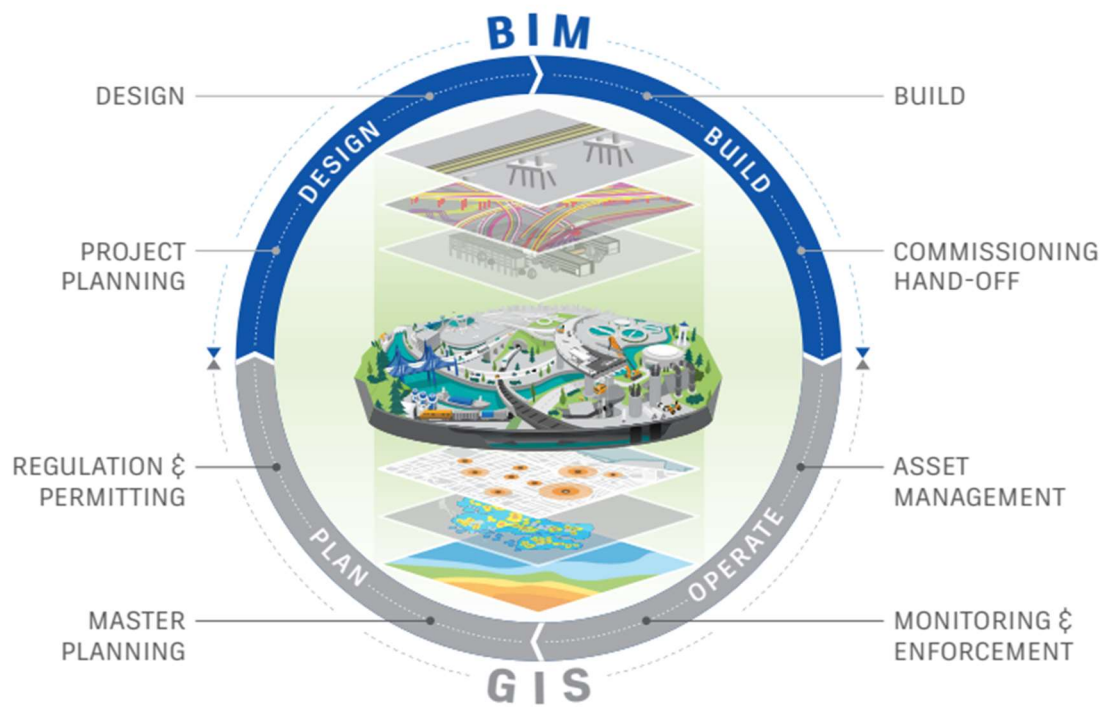 BIM
DESIGN
BUILD
DESIGN
BUILD
PROJECT
PLANNING
COMMISSIONING
HAND-OFF
REGULATION &
PERMITTING
ASSET
MANAGEMENT
PLAN
OPERATE
MASTER
PLANNING
MONITORING &
ENFORCEMENT
GIS